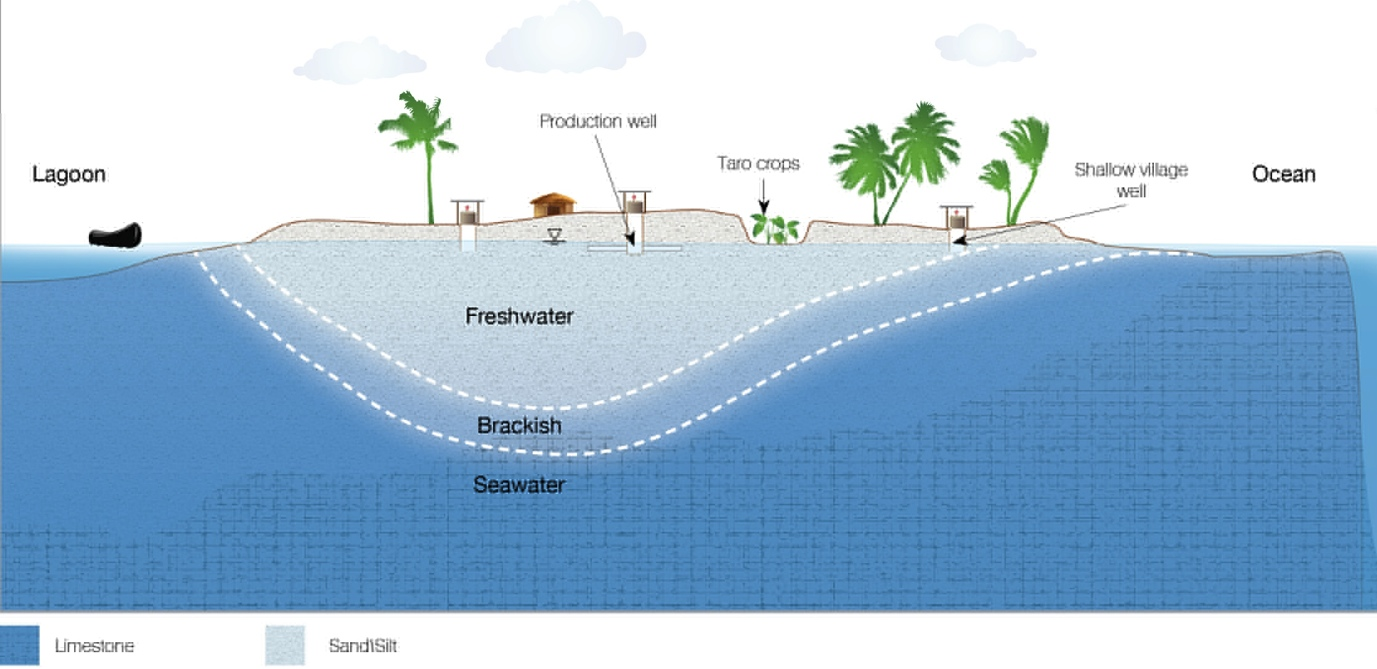 Production well
Taro crops
Lagoon
Shallow village
well
Ocean
Freshwater
Brackish
Seawater
Limestone
Sand\Silt